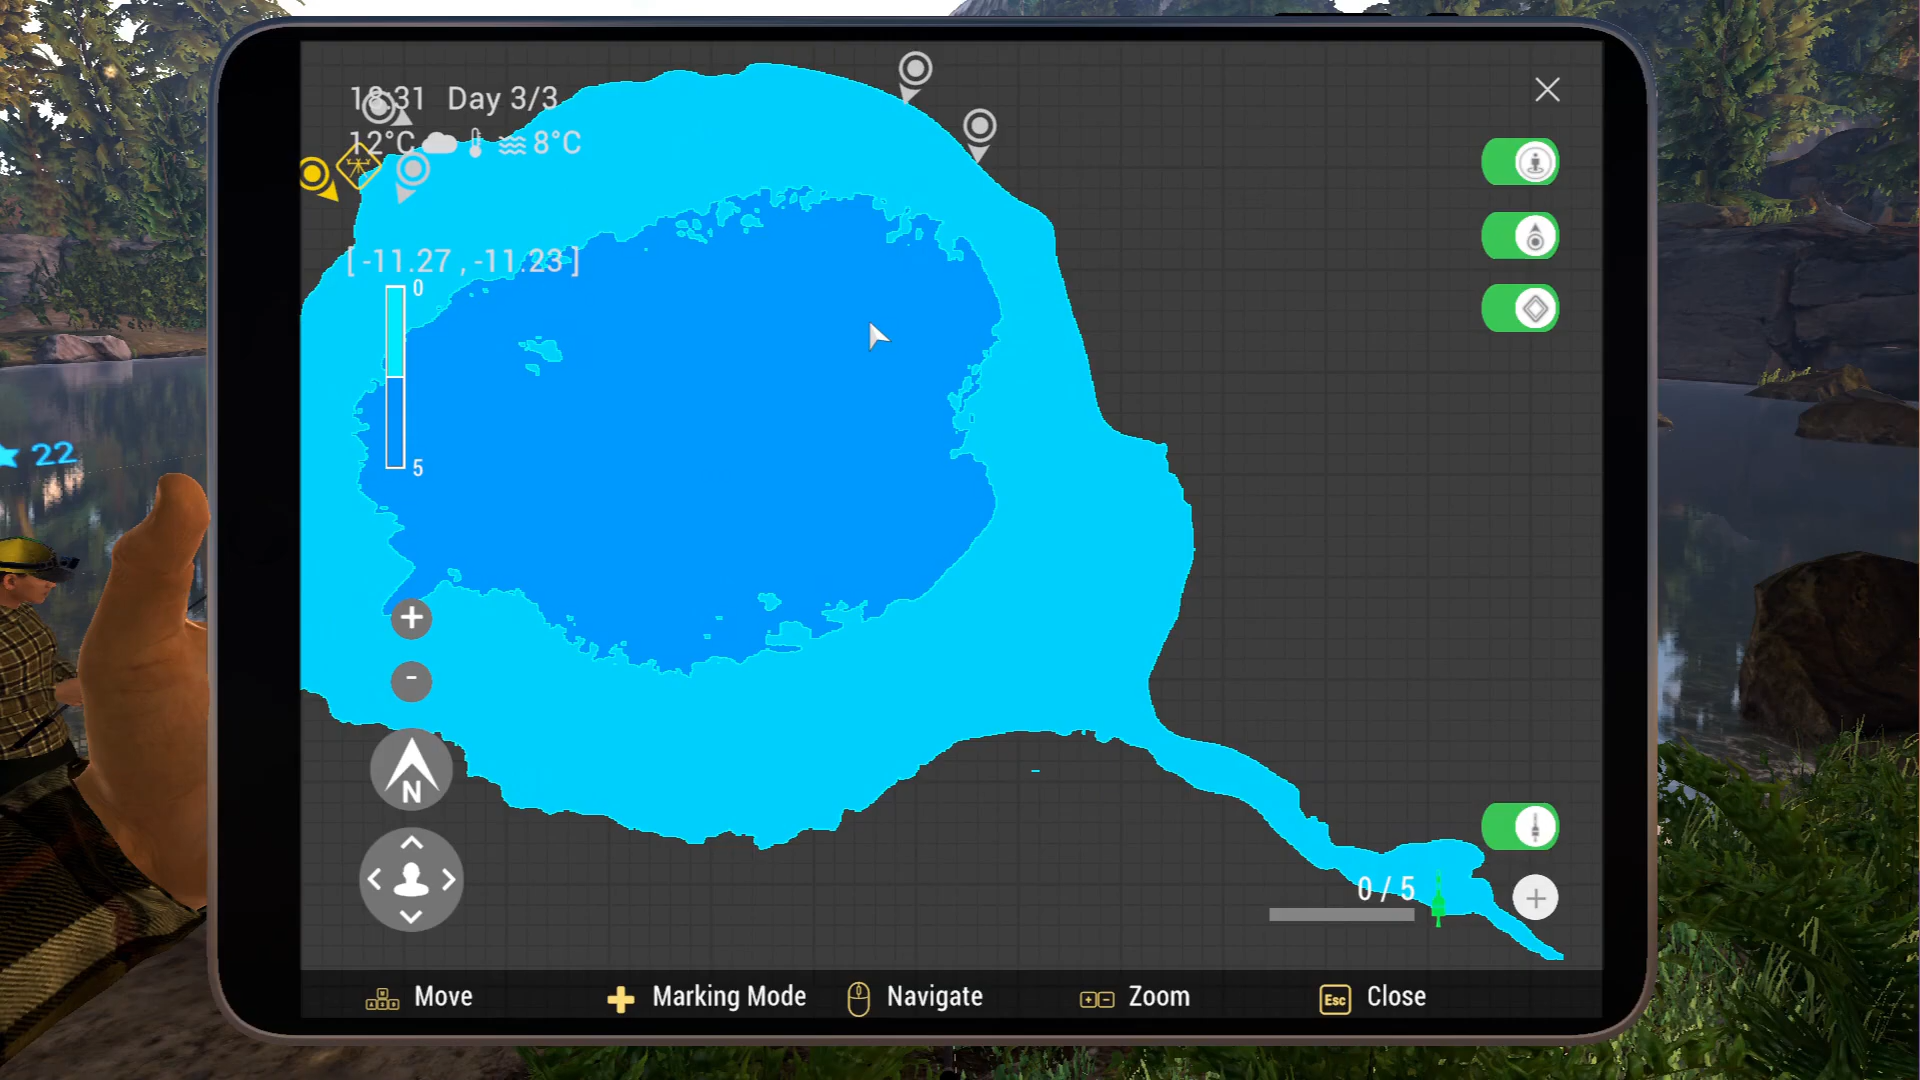 18:31 Day 3/3
12°C 8°C
[ -11.27 , -11.23 ]
0
5
22
+
-
N
0 / 5
+
Move
Marking Mode
Navigate
Zoom
Esc Close